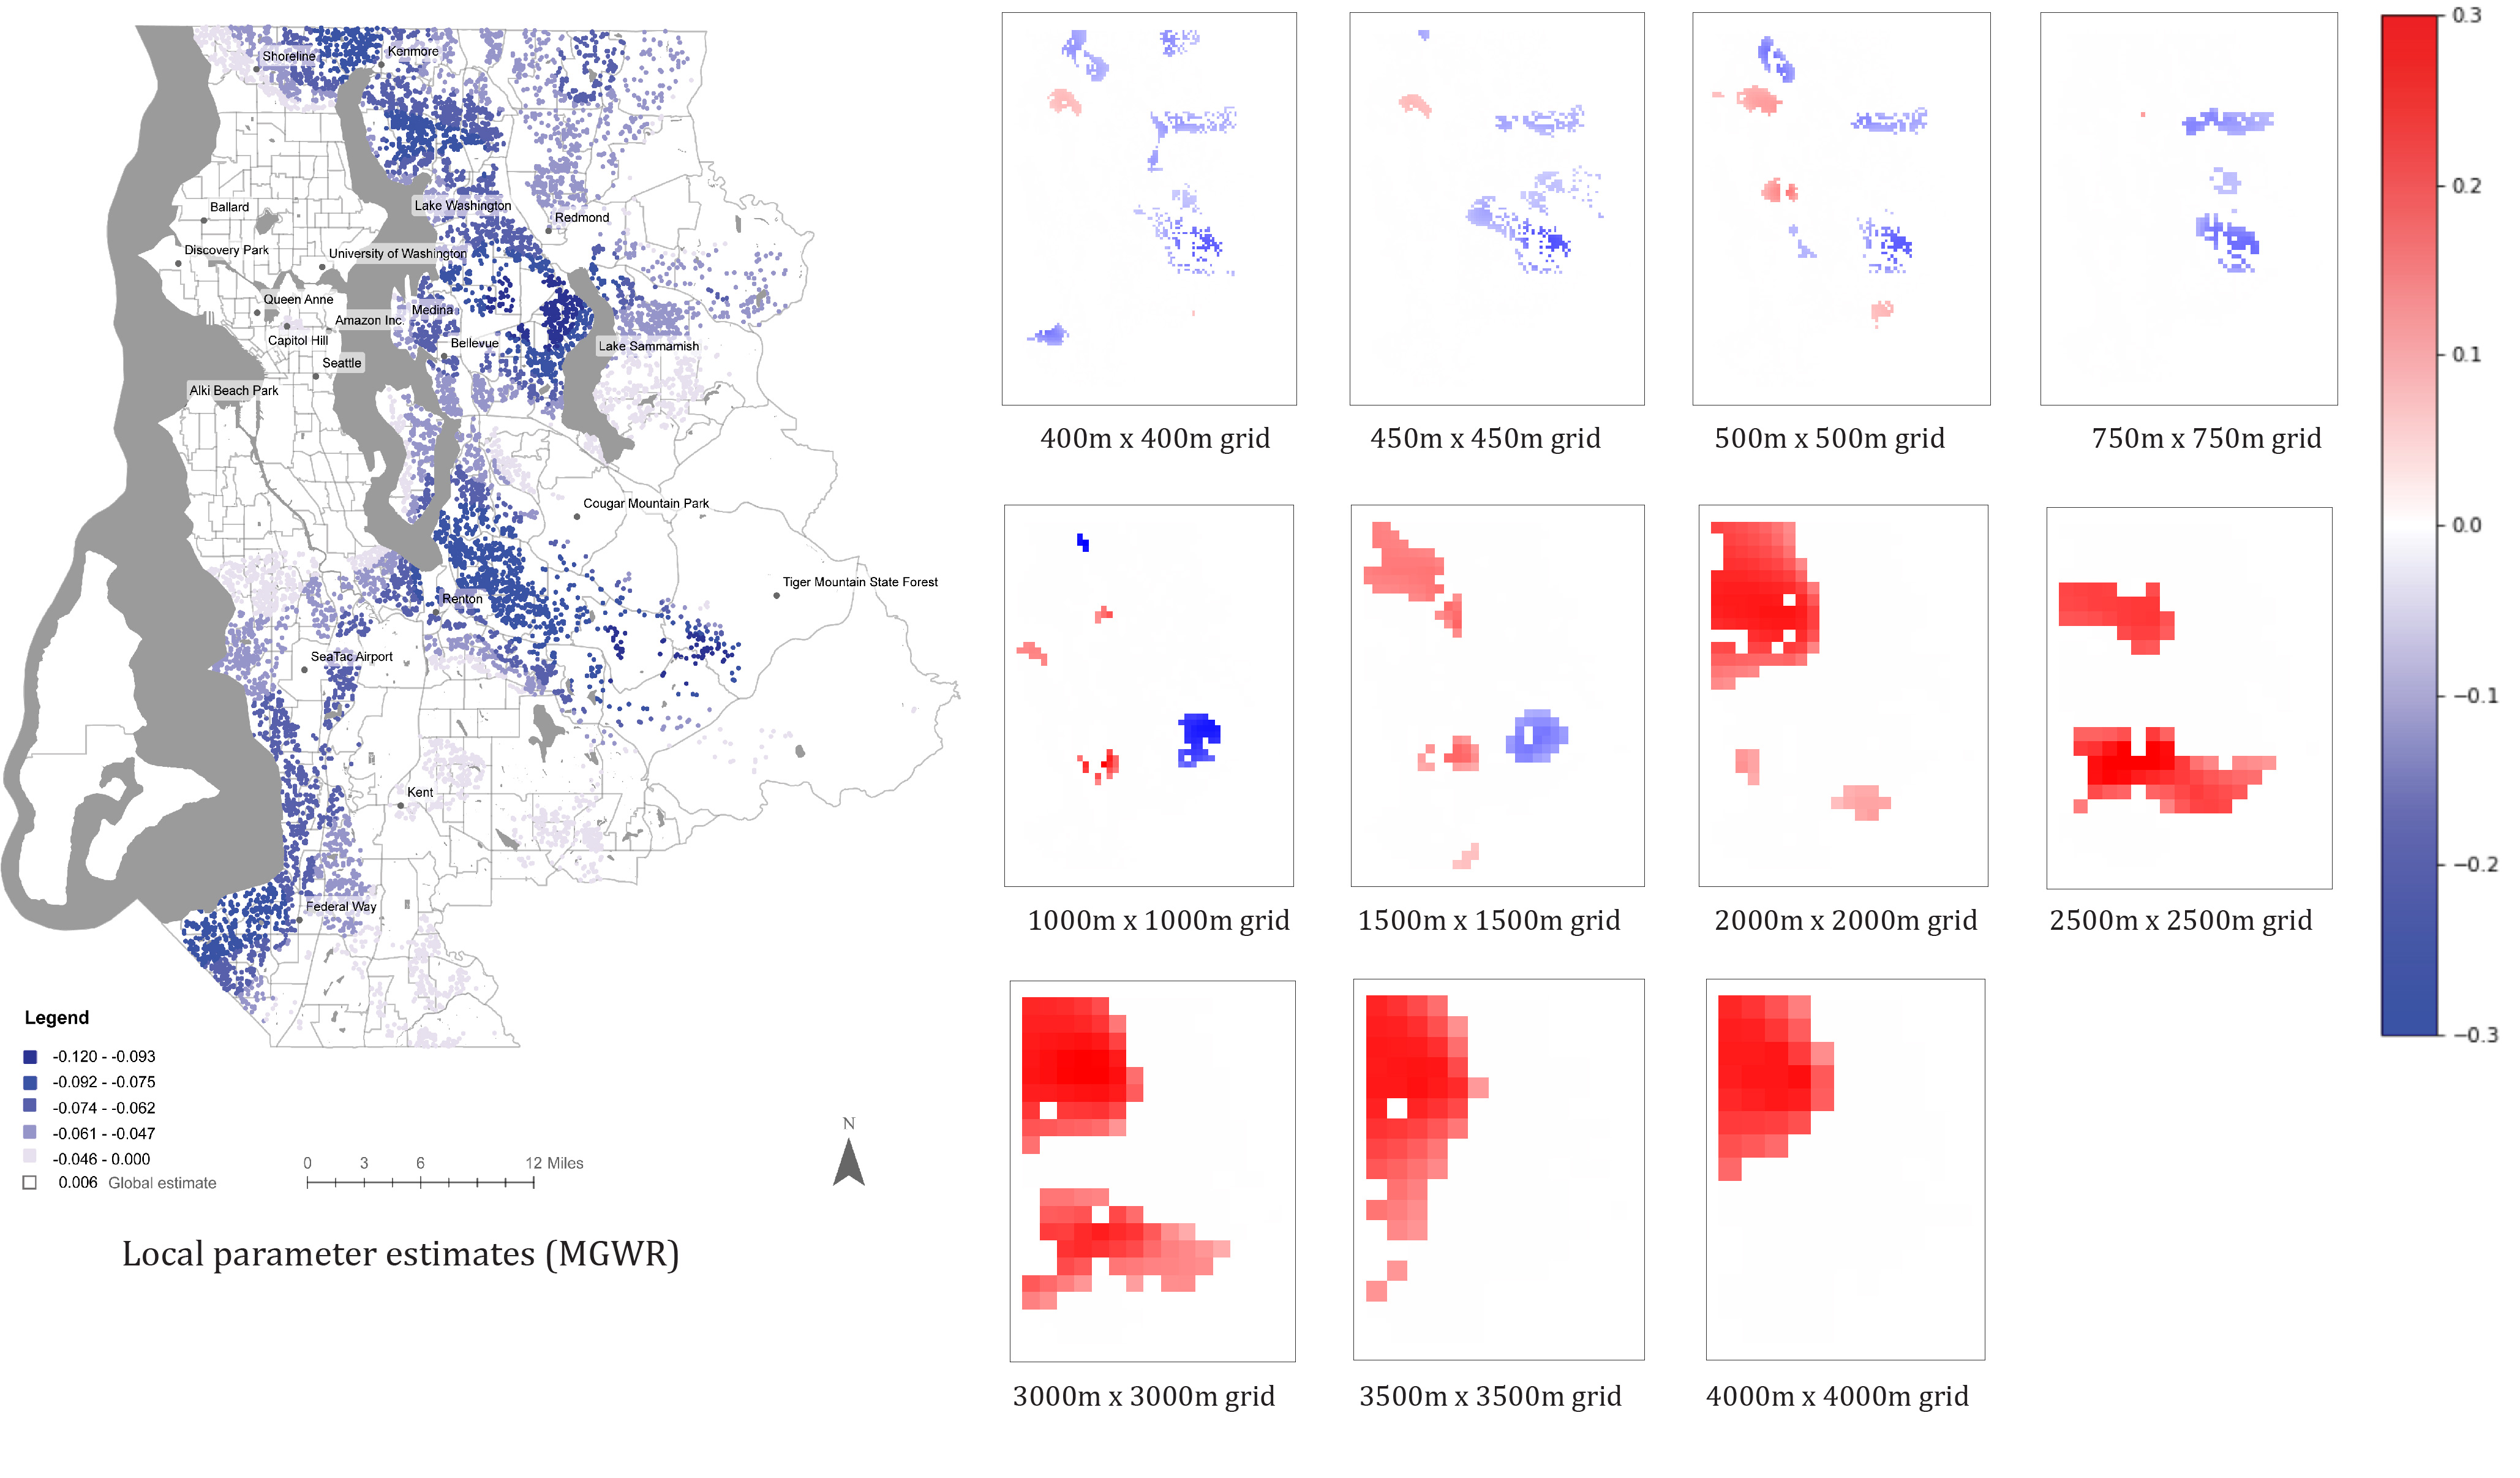 Shoreline
Kenmore
Lake Washington
Ballard
Redmond
Discovery Park
University of Washington
Queen Anne
Medina
Amazon Inc.
Capitol Hill
Bellevue
Lake Sammamish
Seattle
Alki Beach Park
Cougar Mountain Park
Tiger Mountain State Forest
Renton
SeaTac Airport
Kent
Federal Way
Legend
-0.120 - -0.093
-0.092 - -0.075
-0.074 - -0.062
-0.061 - -0.047
-0.046 - 0.000
0.006 Global estimate
0 3 6 12 Miles
N
Local parameter estimates (MGWR)
400m x 400m grid
450m x 450m grid
500m x 500m grid
750m x 750m grid
1000m x 1000m grid
1500m x 1500m grid
2000m x 2000m grid
2500m x 2500m grid
3000m x 3000m grid
3500m x 3500m grid
4000m x 4000m grid
0.3
0.2
0.1
0.0
−0.1
−0.2
−0.3